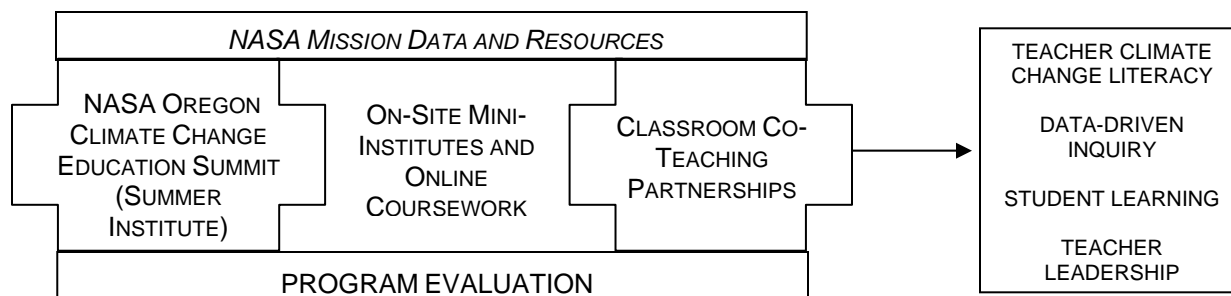 NASA MISSION DATA AND RESOURCES
NASA OREGON
CLIMATE CHANGE
EDUCATION SUMMIT
(SUMMER
INSTITUTE)
ON-SITE MINI-
INSTITUTES AND
ONLINE
COURSEWORK
CLASSROOM CO-
TEACHING
PARTNERSHIPS
PROGRAM EVALUATION
TEACHER CLIMATE
CHANGE LITERACY
DATA-DRIVEN
INQUIRY
STUDENT LEARNING
TEACHER
LEADERSHIP